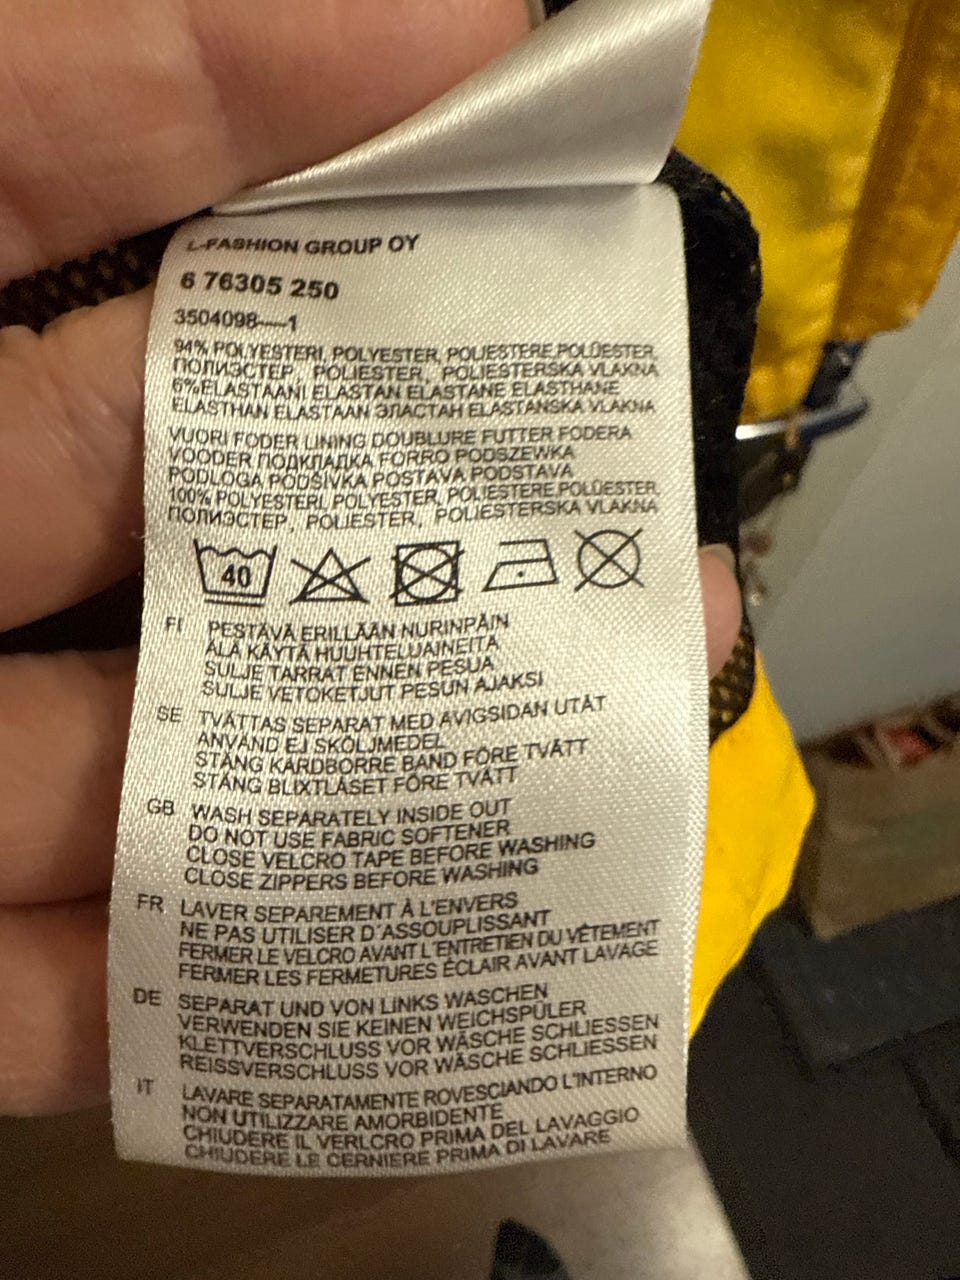 L-FASHION GROUP OY
6 76305 250
3504098-----1
94% POLYESTERI, POLYESTER, POLIESTERE,POLÜESTER,
ПОЛИЭСТЕР, POLIESTER, POLIESTERSKA VLAKNA
6%ELASTAANI ELASTAN ELASTANE ELASTHANE
ELASTHAN ELASTAAN ЭЛАСТАН ELASTANSKA VLAKNA
VUORI FODER LINING DOUBLURE FUTTER FODERA
VOODER ПОДКЛАДКА FORRO PODSZEWKA
PODLOGA PODŠIVKA POSTAVA PODSTAVA
100% POLYESTERI, POLYESTER, POLIESTERE,POLÜESTER,
ПОЛИЭСТЕР, POLIESTER, POLIESTERSKA VLAKNA
40
FI PESTÄVÄ ERILLÄÄN NURINPÄIN
ÄLÄ KÄYTÄ HUUHTELUAINEITA
SULJE TARRAT ENNEN PESUA
SULJE VETOKETJUT PESUN AJAKSI
SE TVÄTTAS SEPARAT MED AVIGSIDAN UTÅT
ANVÄND EJ SKÖLJMEDEL
STÄNG KARDBORRE BAND FÖRE TVÄTT
STÄNG BLIXTLÅSET FÖRE TVÄTT
GB WASH SEPARATELY INSIDE OUT
DO NOT USE FABRIC SOFTENER
CLOSE VELCRO TAPE BEFORE WASHING
CLOSE ZIPPERS BEFORE WASHING
FR LAVER SEPAREMENT À L'ENVERS
NE PAS UTILISER D'ASSOUPLISSANT
FERMER LE VELCRO AVANT L'ENTRETIEN DU VÊTEMENT
FERMER LES FERMETURES ÉCLAIR AVANT LAVAGE
DE SEPARAT UND VON LINKS WASCHEN
VERWENDEN SIE KEINEN WEICHSPÜLER
KLETTVERSCHLUSS VOR WÄSCHE SCHLIESSEN
REISSVERSCHLUSS VOR WÄSCHE SCHLIESSEN
IT LAVARE SEPARATAMENTE ROVESCIANDO L'INTERNO
NON UTILIZZARE AMORBIDENTE
CHIUDERE IL VERLCRO PRIMA DEL LAVAGGIO
CHIUDERE LE CERNIERE PRIMA DI LAVARE